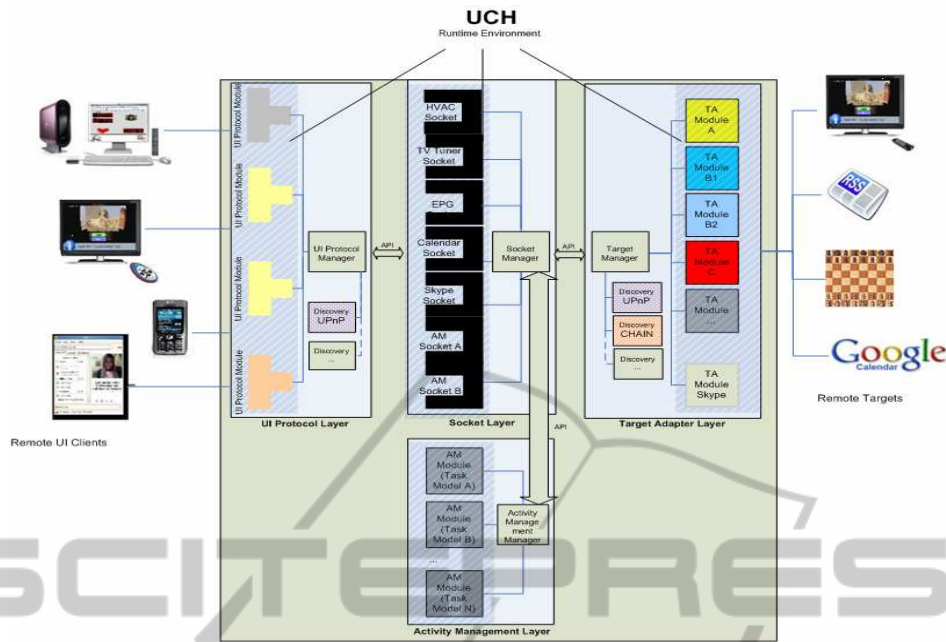 UCH
Runtime Environment
UI Protocol Module
UI Protocol Module
UI Protocol Module
UI Protocol Module
UI Protocol
Manager
Discovery
UPnP
Discovery
...
UI Protocol Layer
API
HVAC
Socket
TV Tuner
Socket
EPG
Calendar
Socket
Skype
Socket
AM
Socket A
AM
Socket B
Socket
Manager
Socket Layer
API
Target
Manager
Discovery
UPnP
Discovery
CHAIN
Discovery
...
TA
Module
A
TA
Module
B1
TA
Module
B2
TA
Module
C
TA
Module
...
TA
Module
Skype
Target Adapter Layer
API
AM
Module
(Task
Model A)
AM
Module
(Task
Model B)
...
AM
Module
(Task
Model N)
Activity
Manage
ment
Manager
Activity Management Layer
Remote UI Clients
RSS
Google
Calendar
Remote Targets
SCITEPRESS